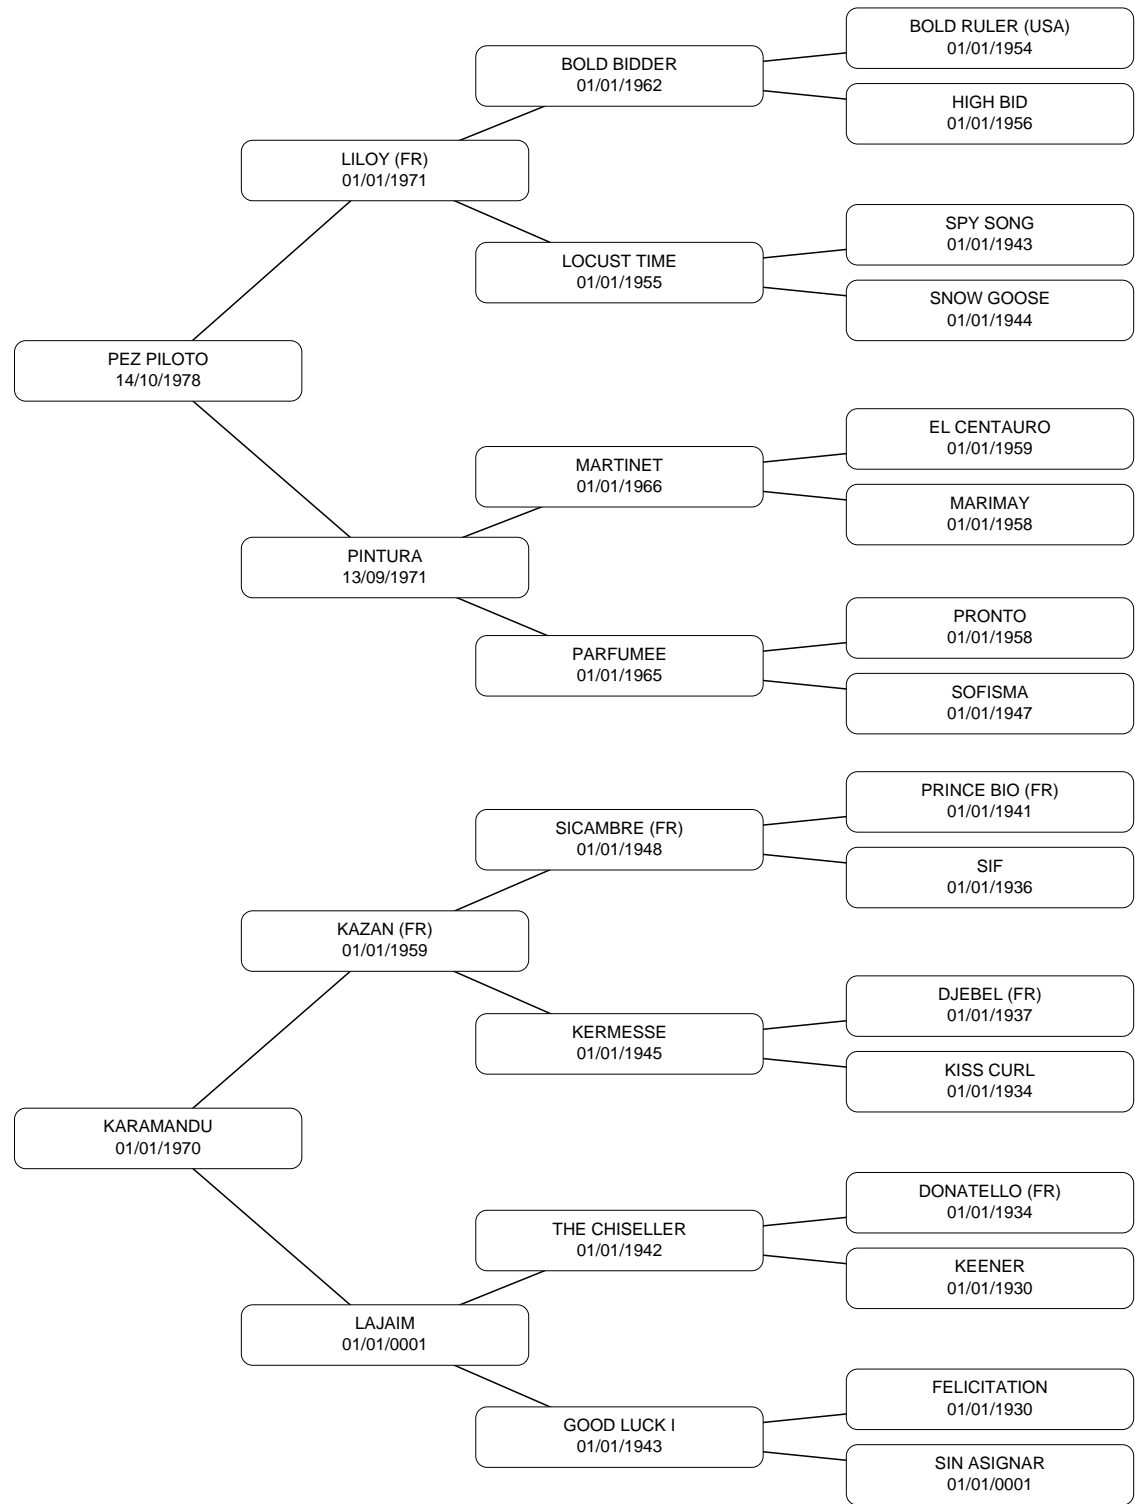 BOLD RULER (USA)
01/01/1954
BOLD BIDDER
01/01/1962
HIGH BID
01/01/1956
LILOY (FR)
01/01/1971
SPY SONG
01/01/1943
LOCUST TIME
01/01/1955
SNOW GOOSE
01/01/1944
PEZ PILOTO
14/10/1978
EL CENTAURO
01/01/1959
MARTINET
01/01/1966
MARIMAY
01/01/1958
PINTURA
13/09/1971
PRONTO
01/01/1958
PARFUMEE
01/01/1965
SOFISMA
01/01/1947
PRINCE BIO (FR)
01/01/1941
SICAMBRE (FR)
01/01/1948
SIF
01/01/1936
KAZAN (FR)
01/01/1959
DJEBEL (FR)
01/01/1937
KERMESSE
01/01/1945
KISS CURL
01/01/1934
KARAMANDU
01/01/1970
DONATELLO (FR)
01/01/1934
THE CHISELLER
01/01/1942
KEENER
01/01/1930
LAJAIM
01/01/0001
FELICITATION
01/01/1930
GOOD LUCK I
01/01/1943
SIN ASIGNAR
01/01/0001